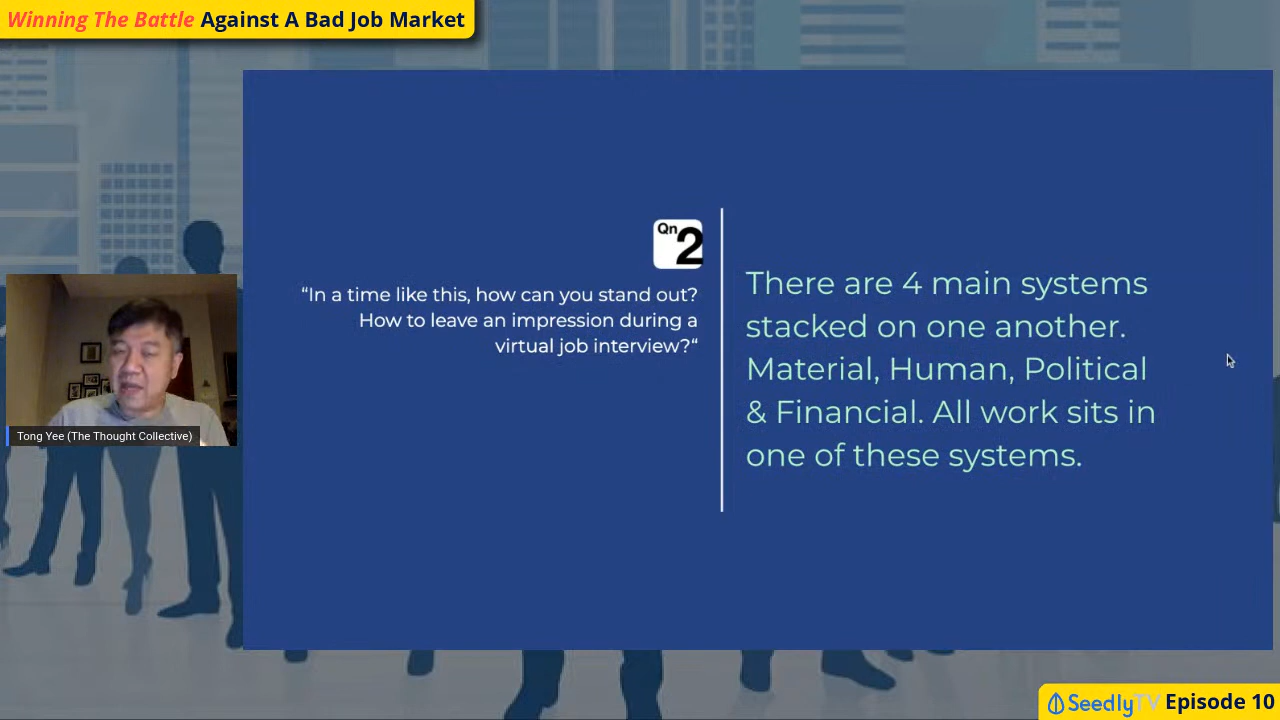 Winning The Battle Against A Bad Job Market
Qn 2
“In a time like this, how can you stand out?
How to leave an impression during a
virtual job interview?“
There are 4 main systems
stacked on one another.
Material, Human, Political
& Financial. All work sits in
one of these systems.
Tong Yee (The Thought Collective)
SeedlyTV Episode 10